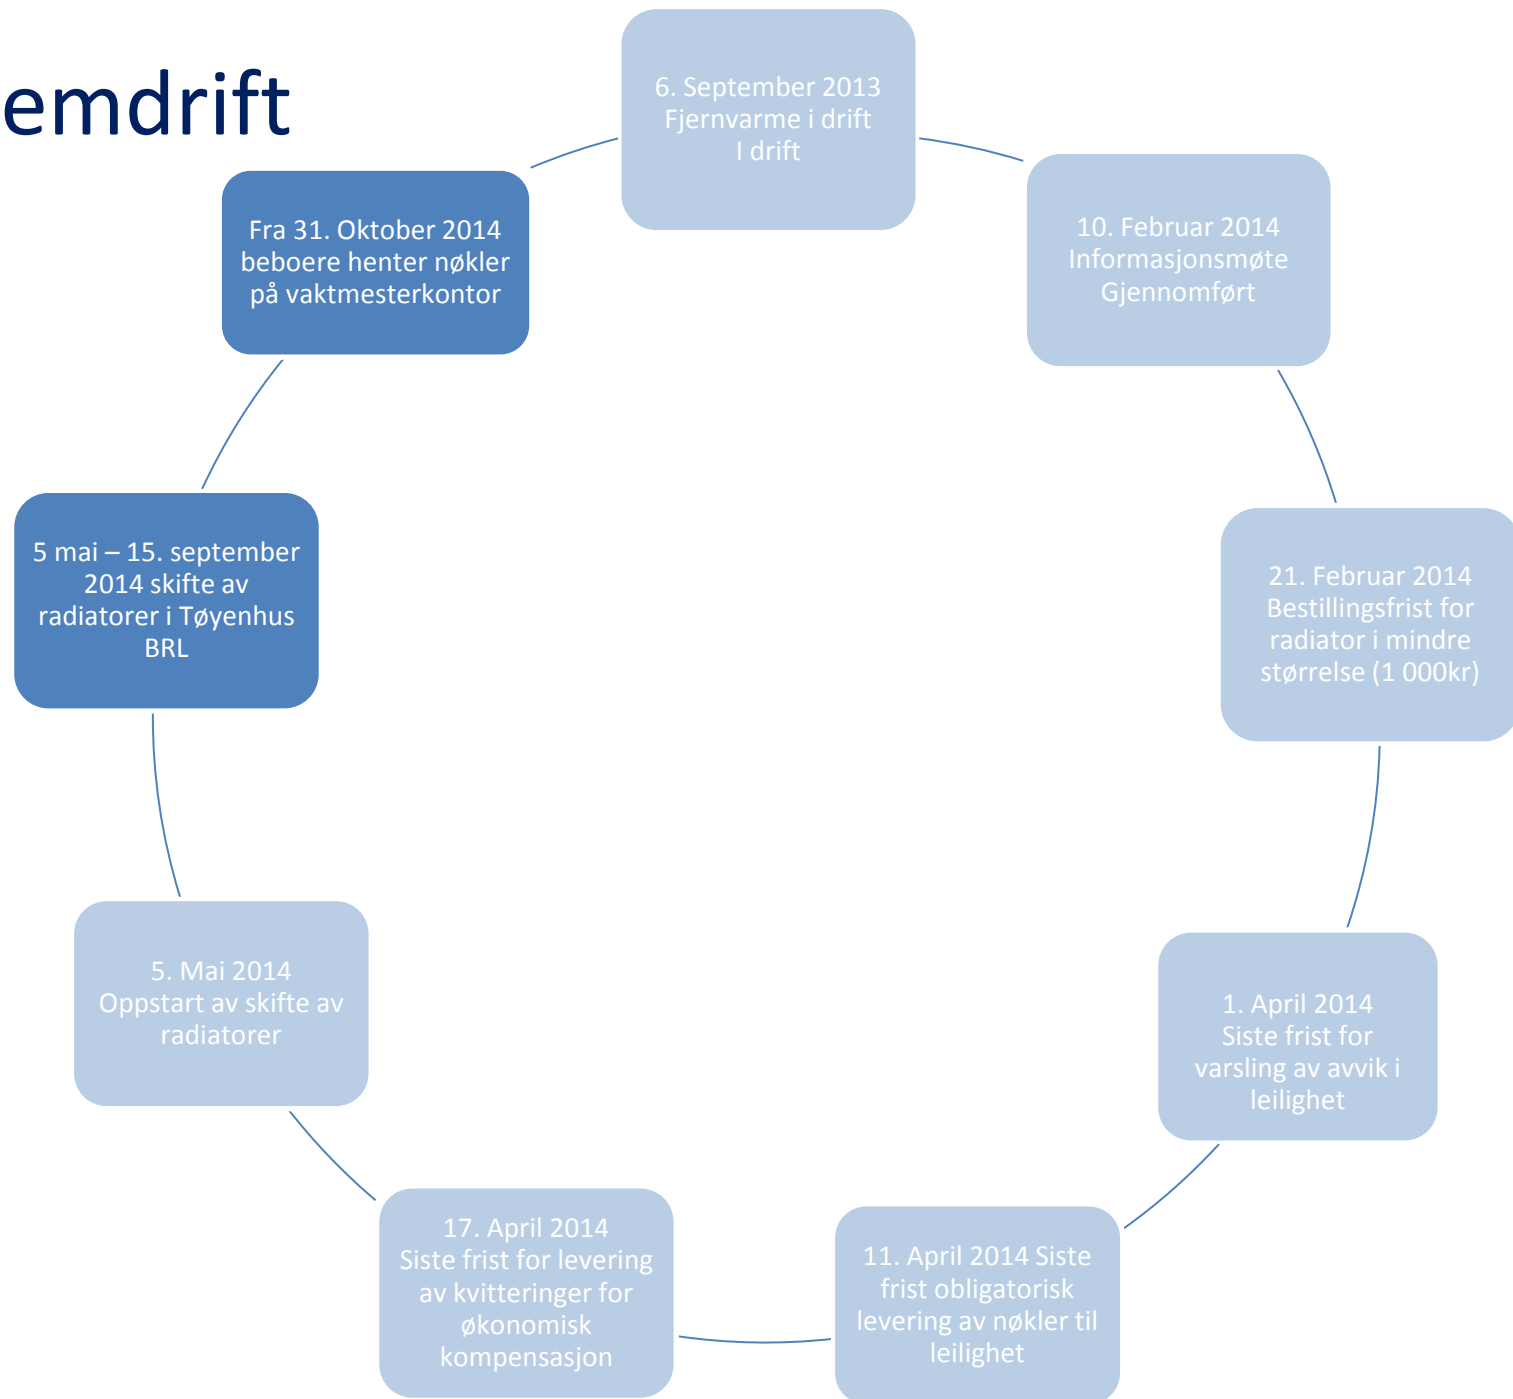 emdrift
6. September 2013
Fjernvarme i drift
I drift
10. Februar 2014
Informasjonsmøte
Gjennomført
21. Februar 2014
Bestillingsfrist for
radiator i mindre
størrelse (1 000kr)
1. April 2014
Siste frist for
varsling av avvik i
leilighet
11. April 2014 Siste
frist obligatorisk
levering av nøkler til
leilighet
17. April 2014
Siste frist for levering
av kvitteringer for
økonomisk
kompensasjon
5. Mai 2014
Oppstart av skifte av
radiatorer
5 mai – 15. september
2014 skifte av
radiatorer i Tøyenhus
BRL
Fra 31. Oktober 2014
beboere henter nøkler
på vaktmesterkontor